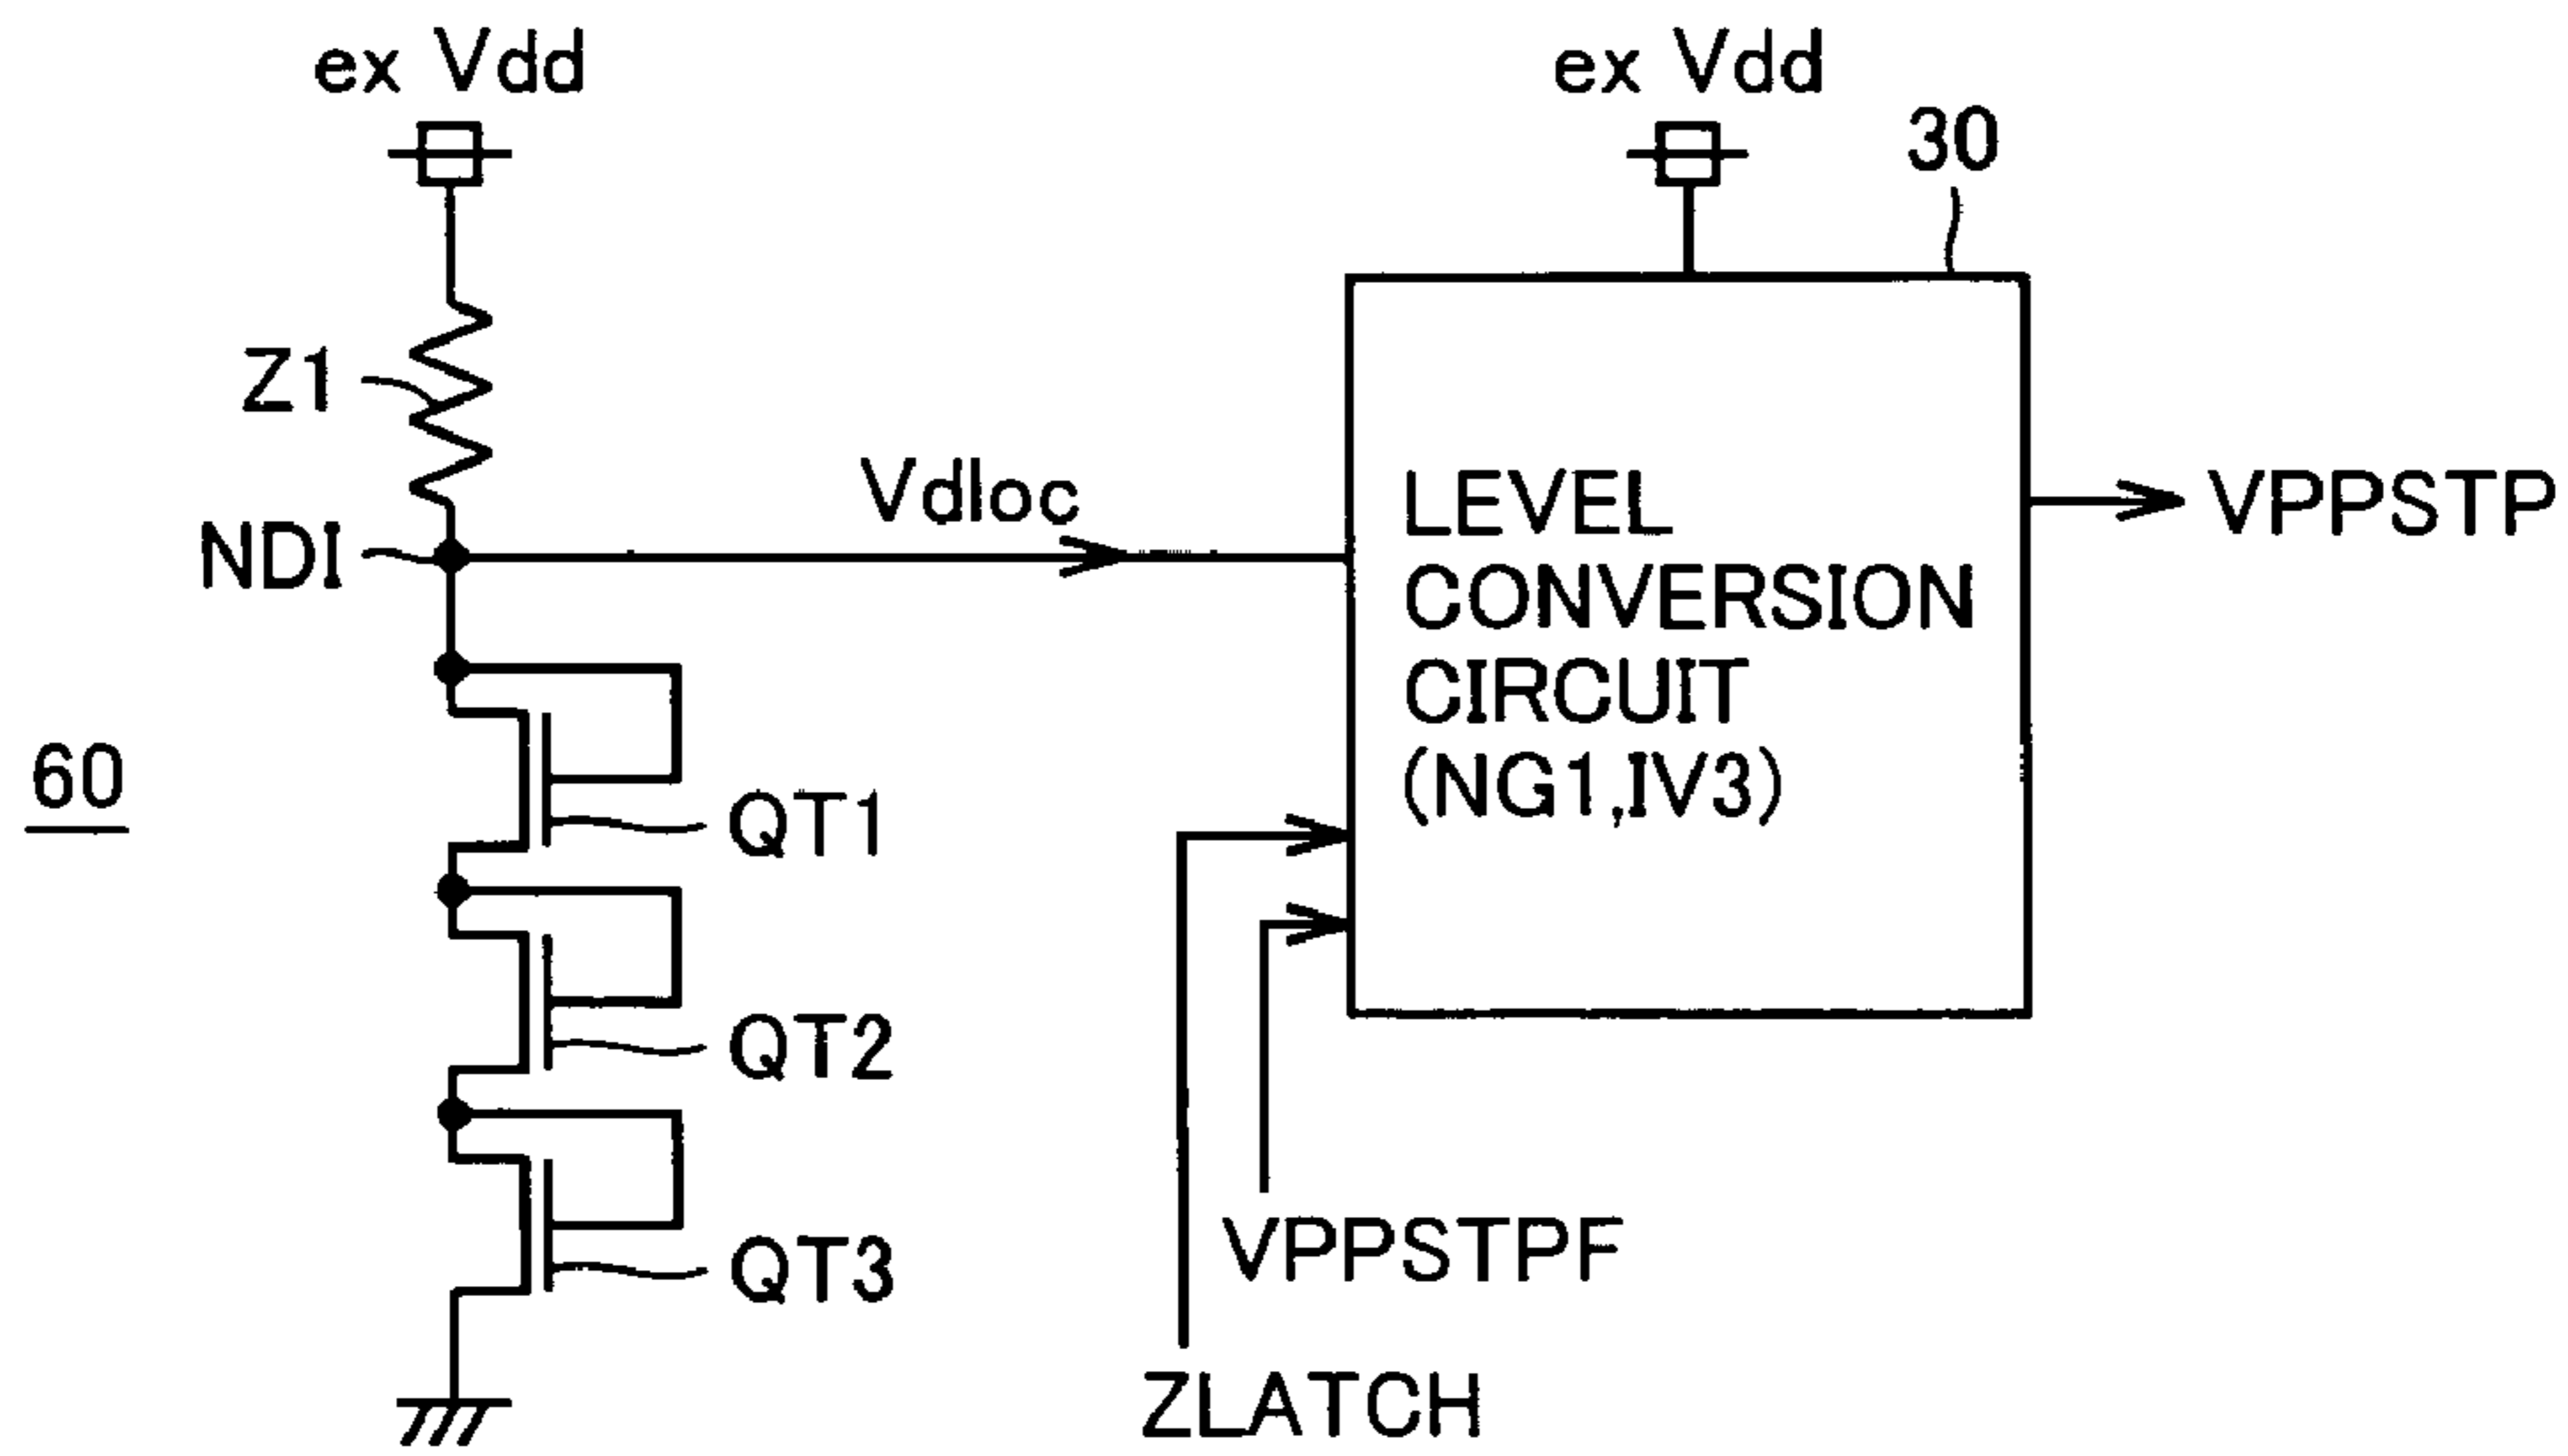 ex Vdd
ex Vdd
30
Z1
Vdloc
NDI
LEVEL
CONVERSION
CIRCUIT
(NG1,IV3)
VPPSTP
60
QT1
QT2
QT3
VPPSTPF
ZLATCH